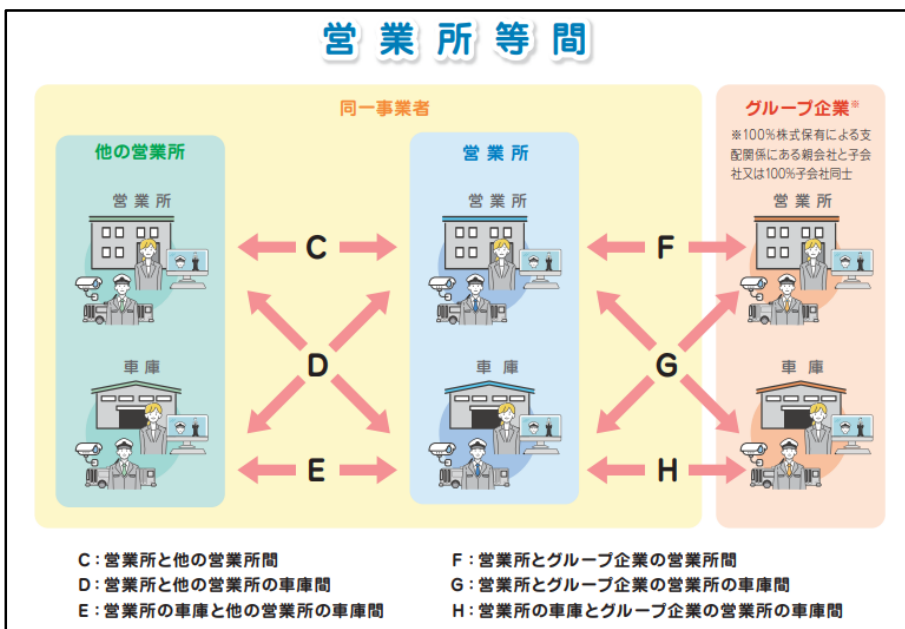 営業所等間
同一事業者
グループ企業※
※100%株式保有による支
配関係にある親会社と子会
社又は100%子会社同士
他の営業所
営業所
営業所
営業所
営業所
C
F
D
G
車庫
車庫
車庫
E
H
C：営業所と他の営業所間
D：営業所と他の営業所の車庫間
E：営業所の車庫と他の営業所の車庫間
F：営業所とグループ企業の営業所間
G：営業所とグループ企業の営業所の車庫間
H：営業所の車庫とグループ企業の営業所の車庫間